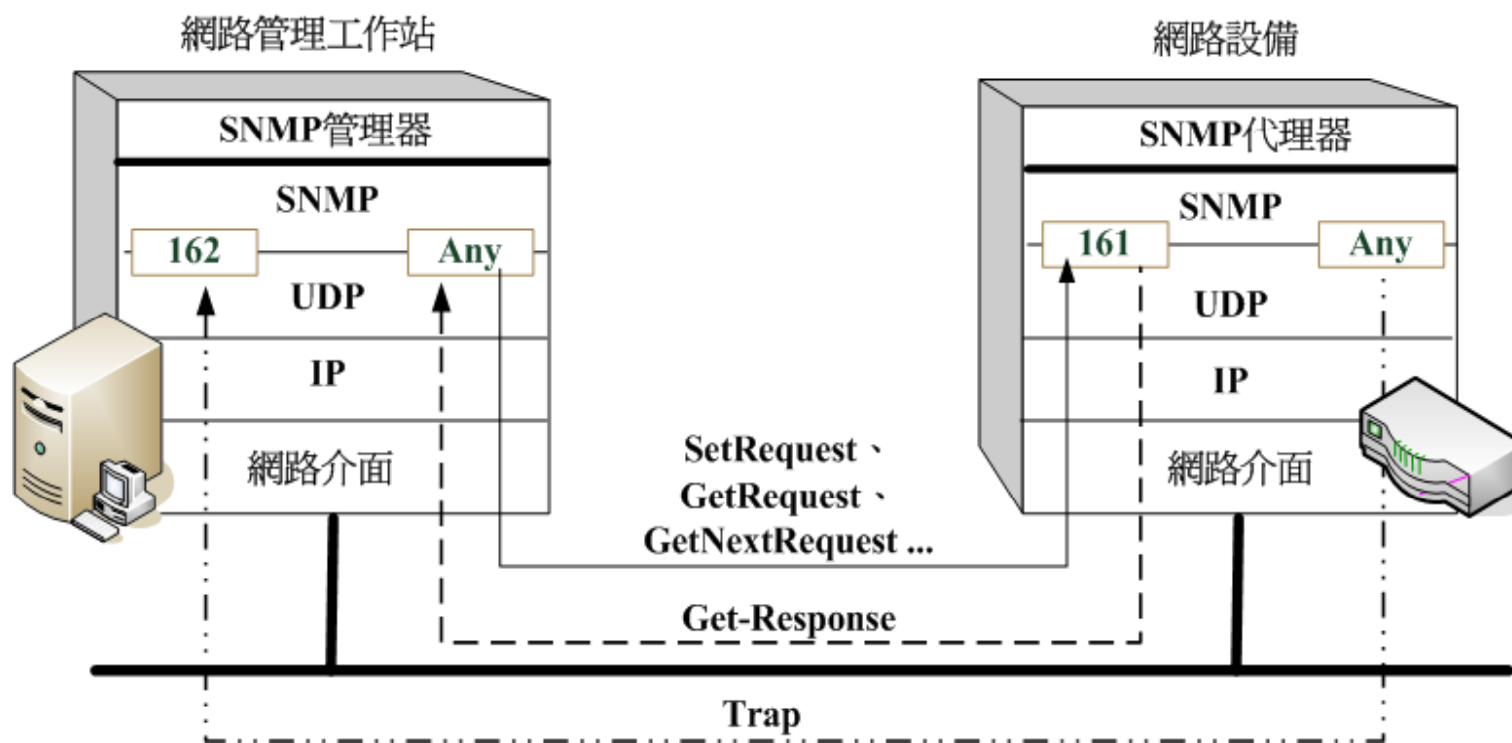 網路管理工作站
網路設備
SNMP管理器
SNMP
162
Any
UDP
IP
網路介面
SNMP代理器
SNMP
161
Any
UDP
IP
網路介面
SetRequest、
GetRequest、
GetNextRequest ...
Get-Response
Trap